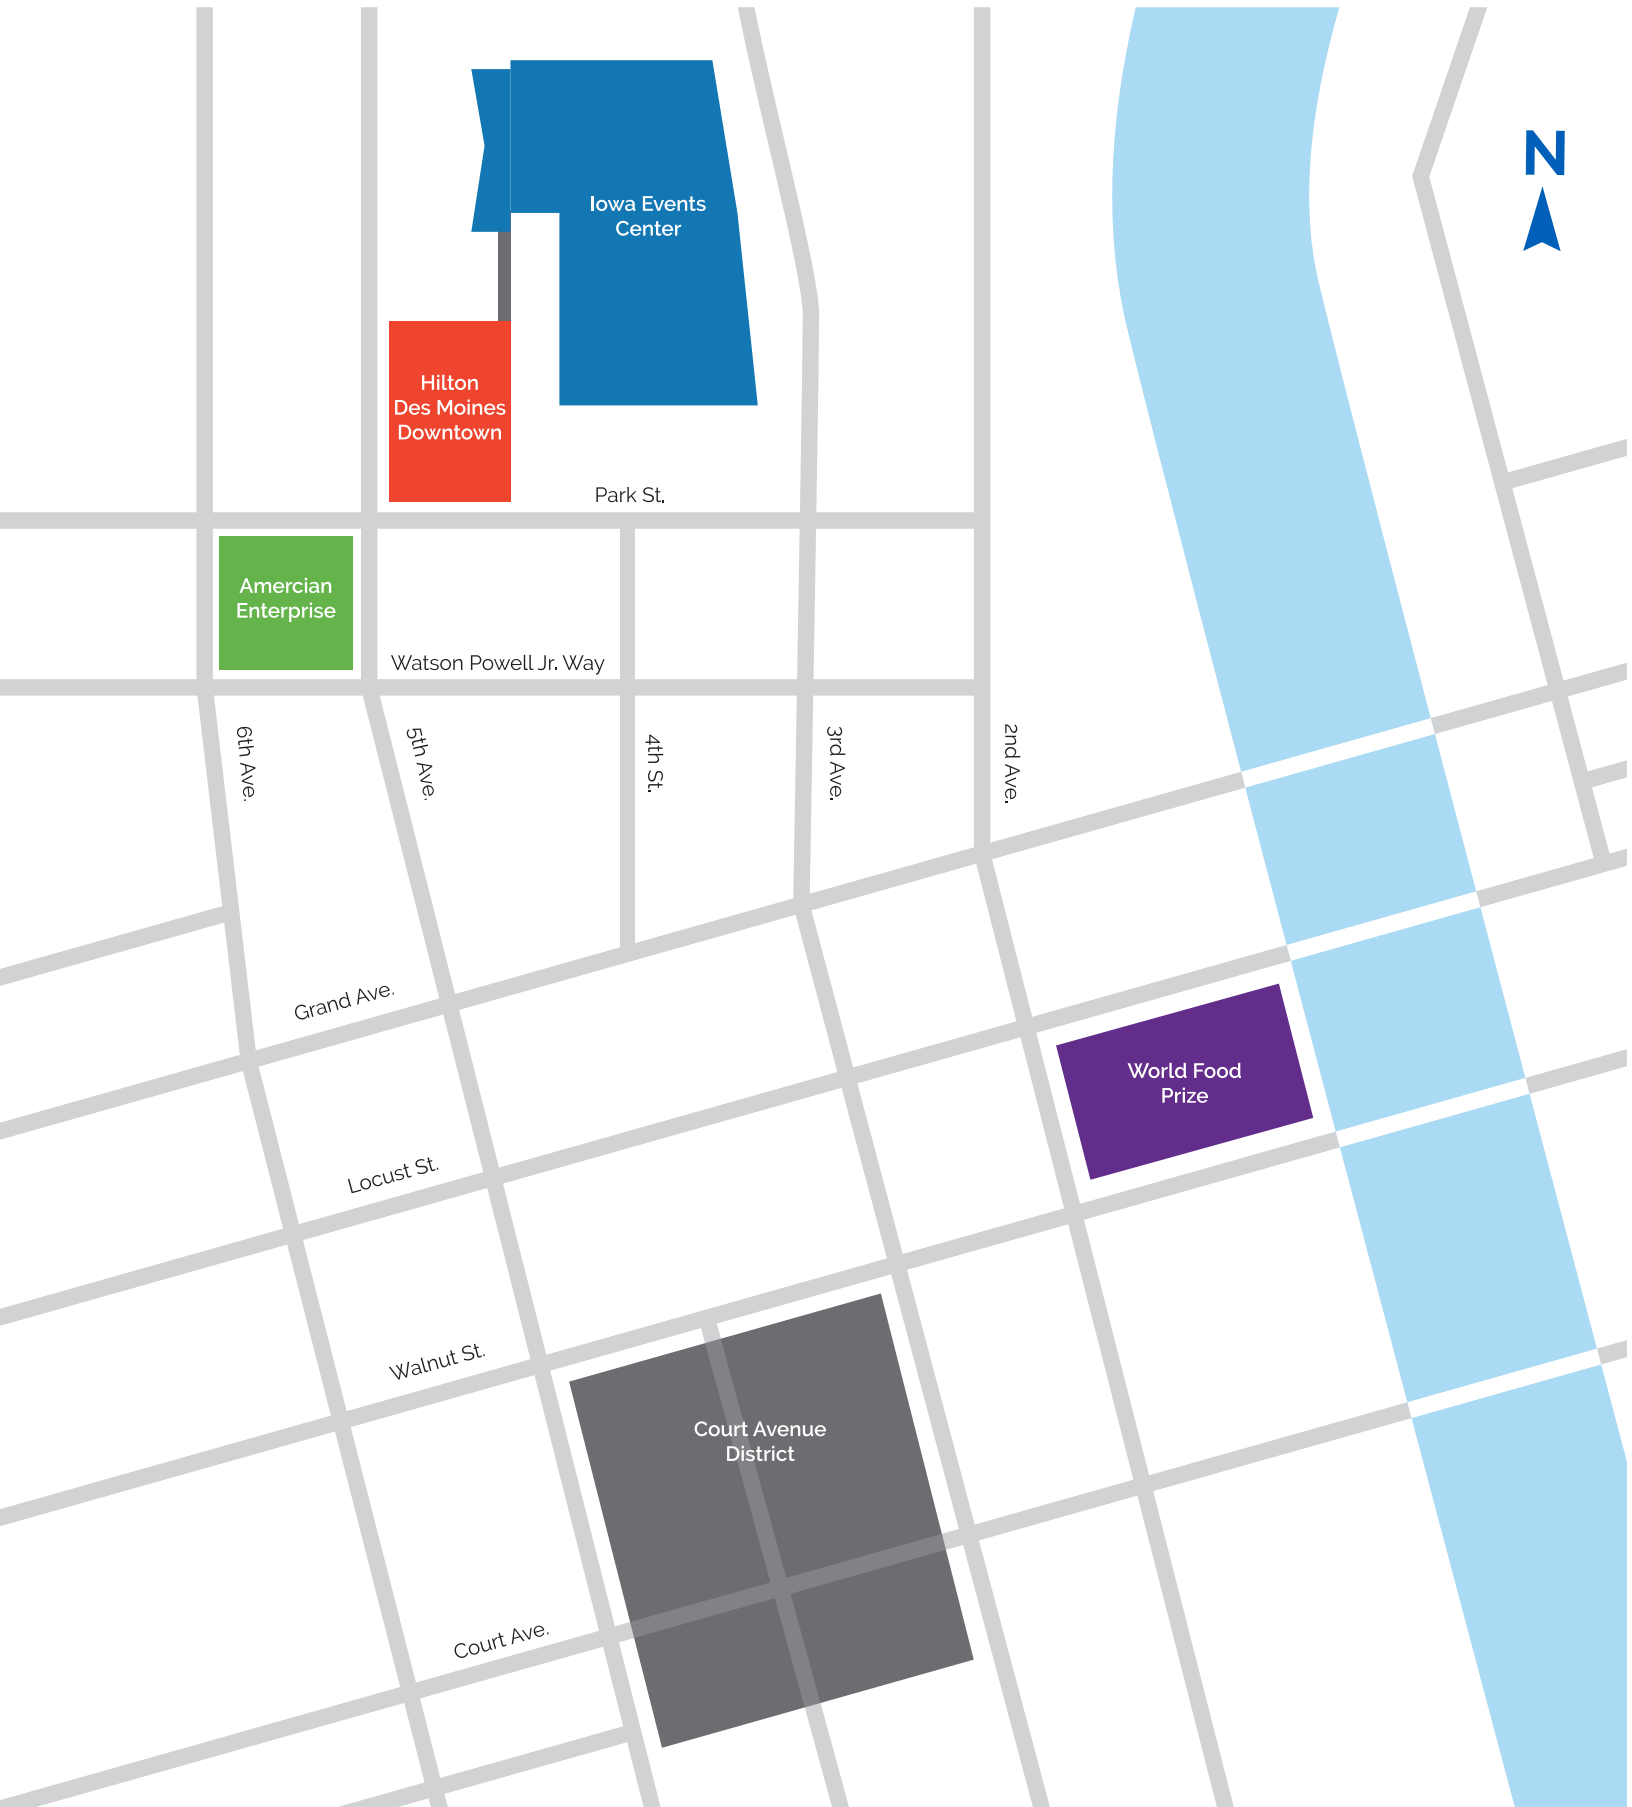 N
Iowa Events
Center
Hilton
Des Moines
Downtown
Park St.
Amercian
Enterprise
Watson Powell Jr. Way
6th Ave.
5th Ave.
4th St.
3rd Ave.
2nd Ave.
Grand Ave.
World Food
Prize
Locust St.
Walnut St.
Court Avenue
District
Court Ave.